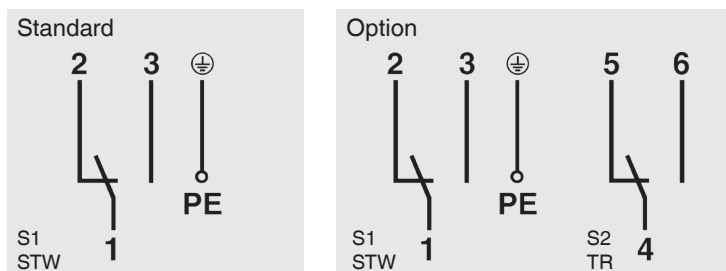 Standard
2 3
PE
S1
STW
1
Option
2 3 5 6
PE
S1
STW
1
S2
TR
4